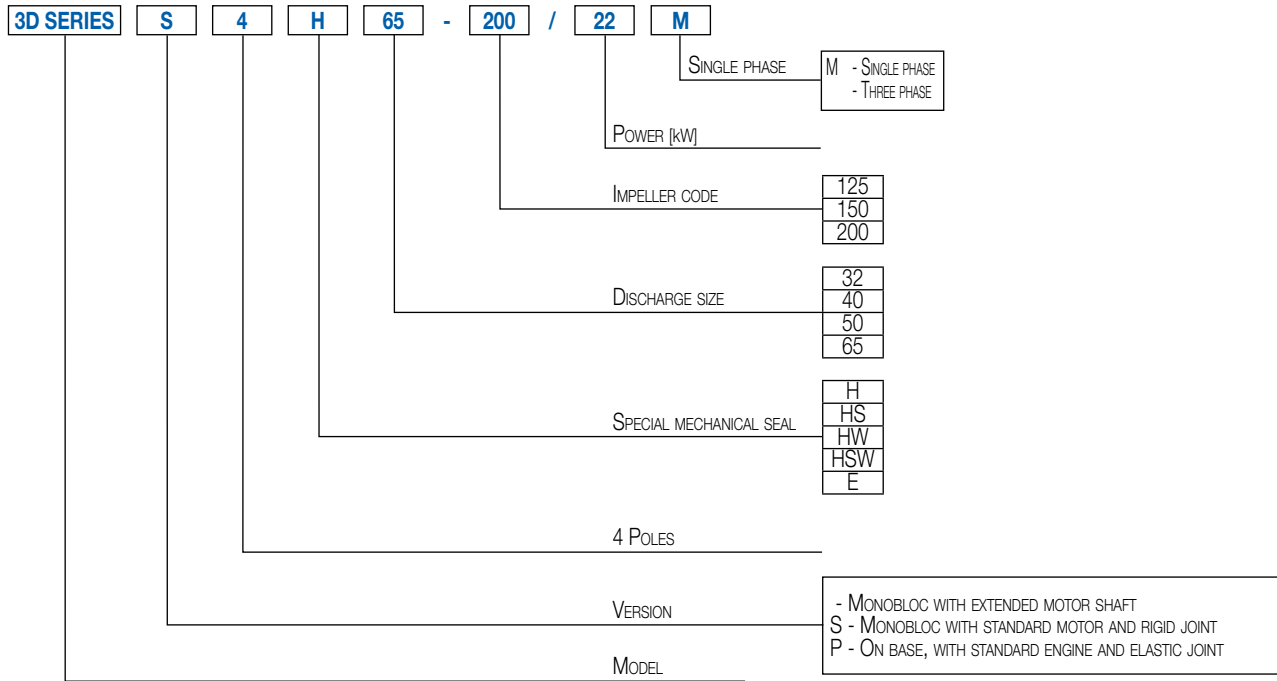 3D SERIES S 4 H 65 - 200 / 22 M
SINGLE PHASE
M - SINGLE PHASE
- THREE PHASE
POWER [kW]
IMPELLER CODE
125
150
200
DISCHARGE SIZE
32
40
50
65
SPECIAL MECHANICAL SEAL
H
HS
HW
HSW
E
4 POLES
VERSION
- MONOBLOC WITH EXTENDED MOTOR SHAFT
S - MONOBLOC WITH STANDARD MOTOR AND RIGID JOINT
P - ON BASE, WITH STANDARD ENGINE AND ELASTIC JOINT
MODEL